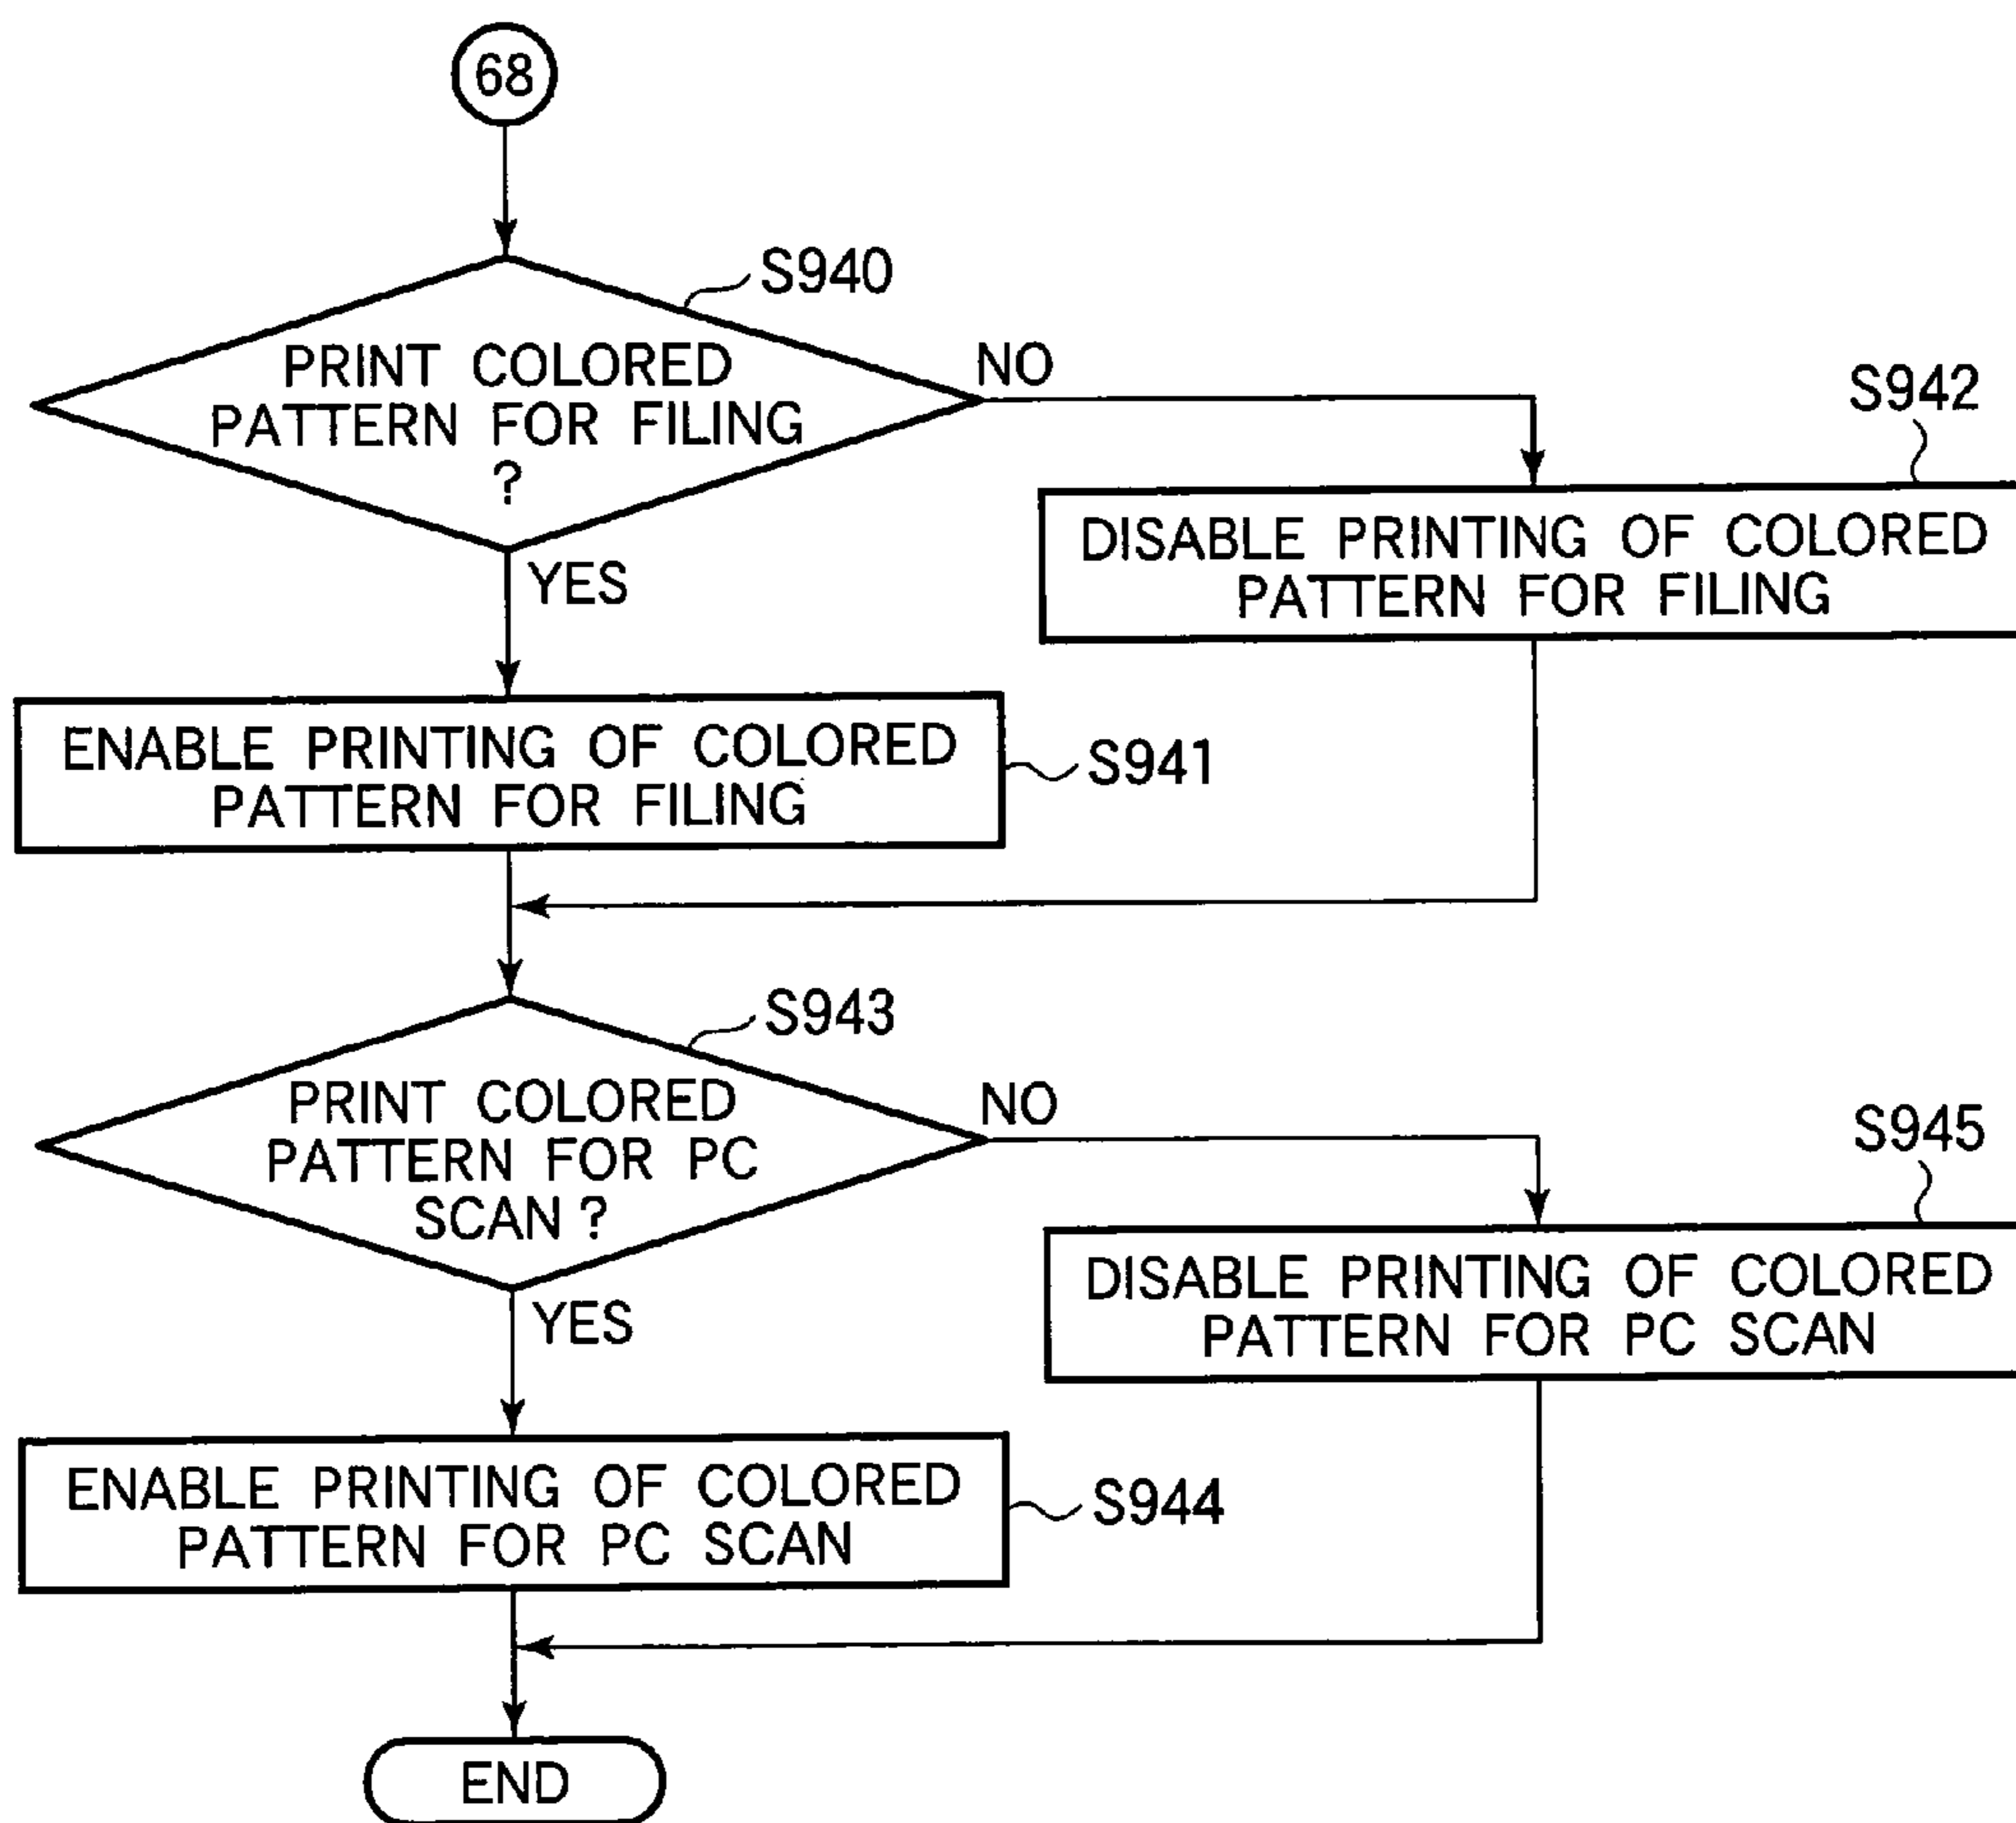 68
S940
PRINT COLORED
PATTERN FOR FILING
?
NO
YES
S942
DISABLE PRINTING OF COLORED
PATTERN FOR FILING
ENABLE PRINTING OF COLORED
PATTERN FOR FILING
S941
S943
PRINT COLORED
PATTERN FOR PC
SCAN ?
NO
YES
S945
DISABLE PRINTING OF COLORED
PATTERN FOR PC SCAN
ENABLE PRINTING OF COLORED
PATTERN FOR PC SCAN
S944
END